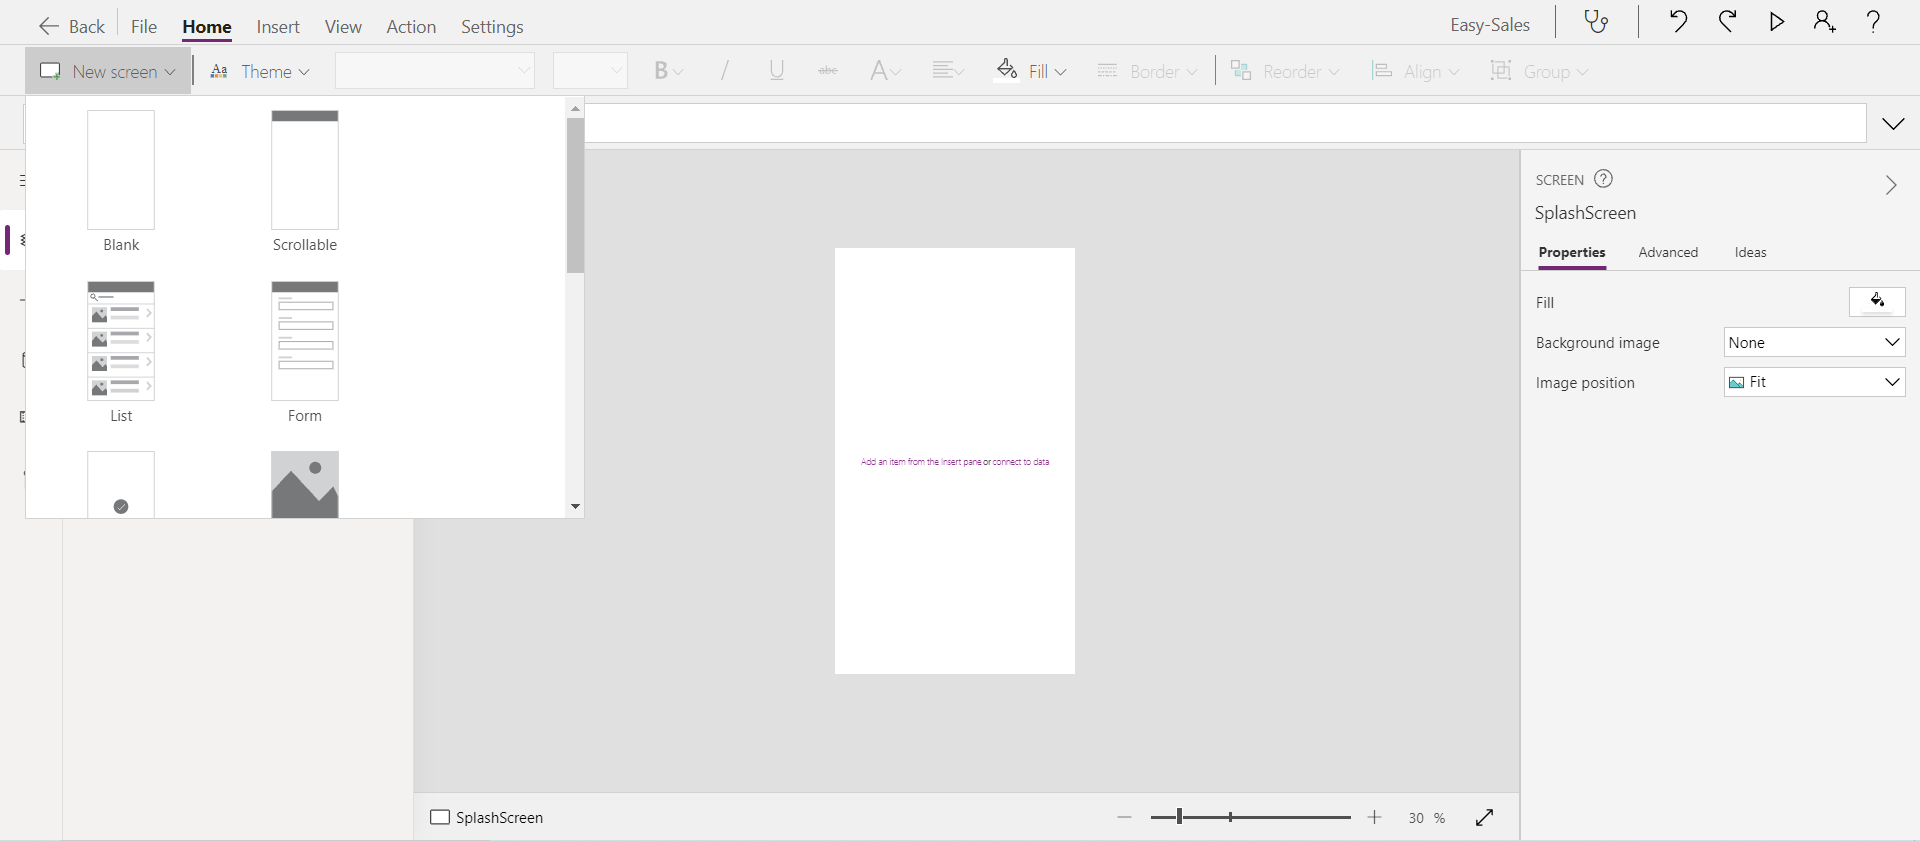 Back File Home Insert View Action Settings Easy-Sales
New screen Aa Theme B / U abc A Fill Border Reorder Align Group
Blank Scrollable
List Form
SCREEN ?
SplashScreen
Properties Advanced Ideas
Fill
Background image None
Image position Fit
Add an item from the Insert pane or connect to data
SplashScreen 30 %